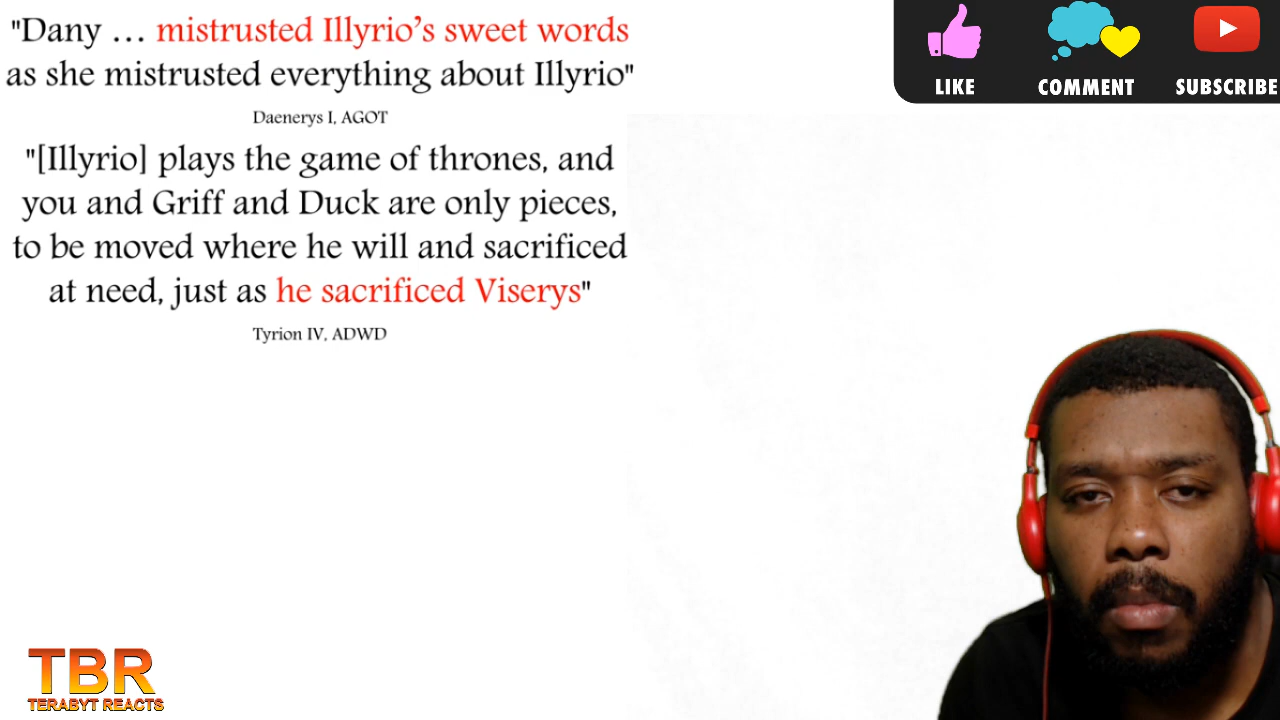 "Dany … mistrusted Illyrio’s sweet words
as she mistrusted everything about Illyrio"
Daenerys I, AGOT
"[Illyrio] plays the game of thrones, and
you and Griff and Duck are only pieces,
to be moved where he will and sacrificed
at need, just as he sacrificed Viserys"
Tyrion IV, ADWD
LIKE COMMENT SUBSCRIBE
TBR
TERABYT REACTS